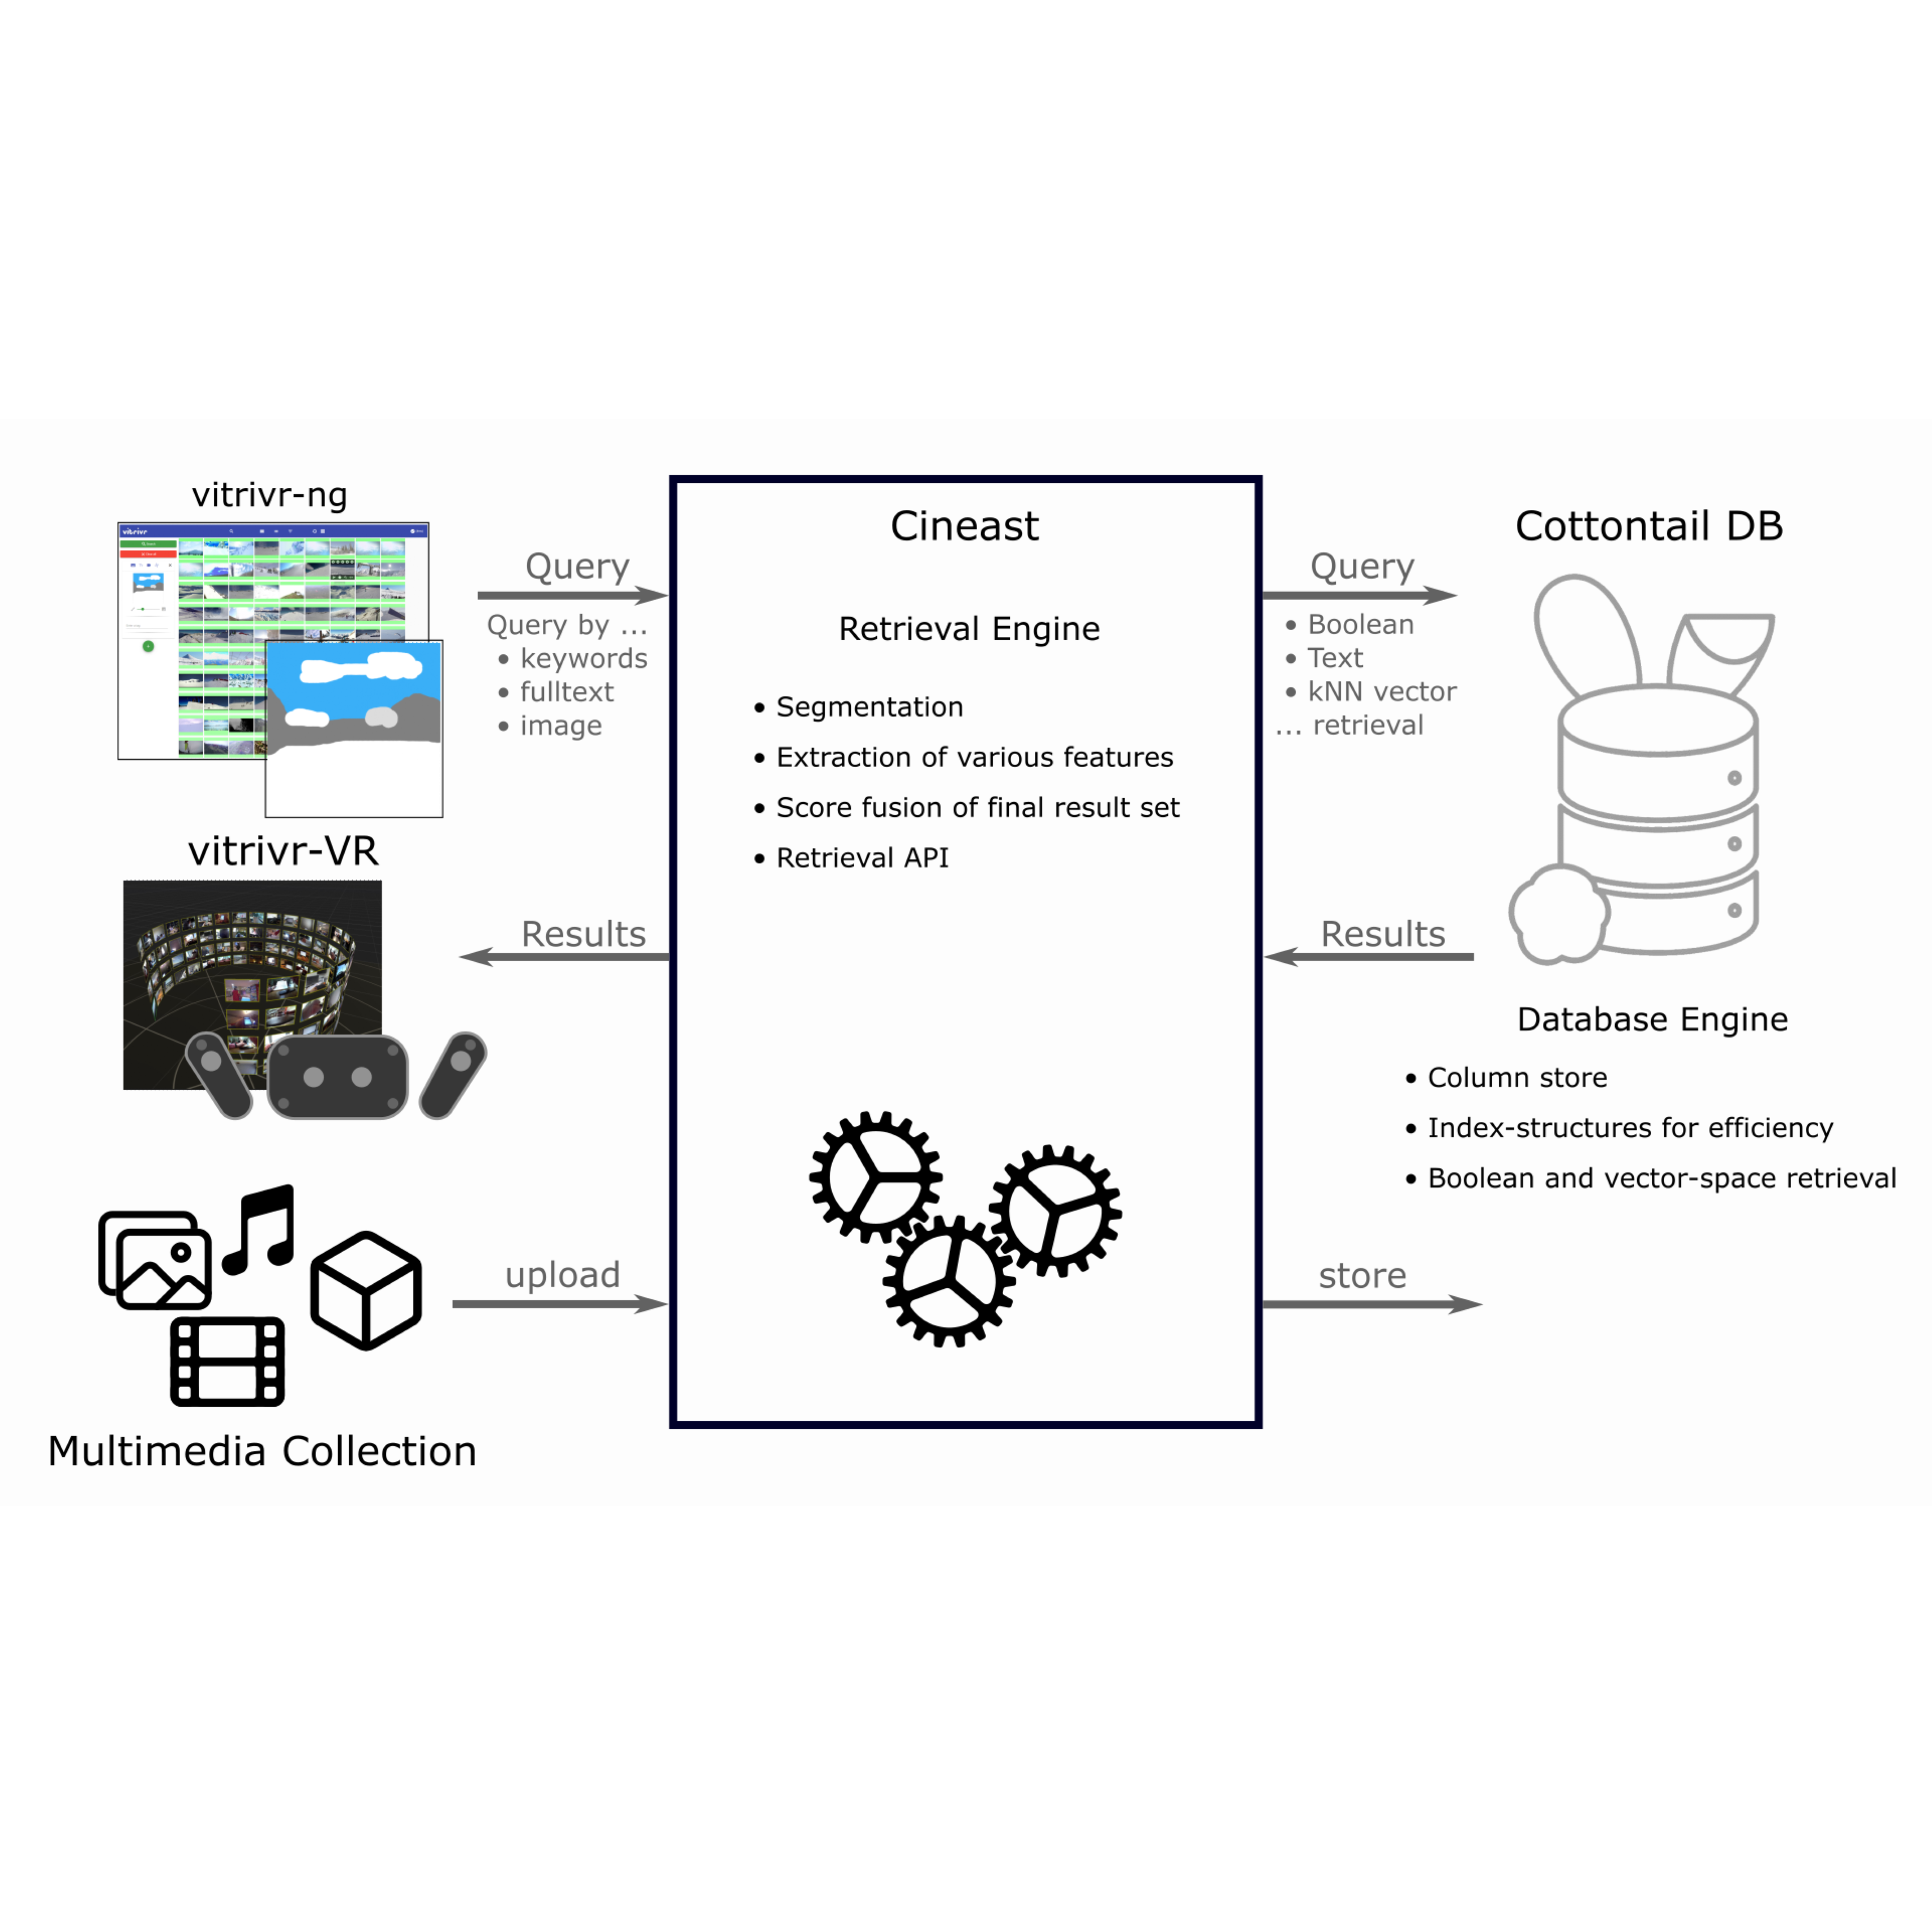 vitrivr-ng
vitrivr
Query
Query by ...
• keywords
• fulltext
• image
vitrivr-VR
Results
upload
Multimedia Collection
Cineast
Retrieval Engine
• Segmentation
• Extraction of various features
• Score fusion of final result set
• Retrieval API
Query
• Boolean
• Text
• kNN vector
... retrieval
Results
store
Cottontail DB
Database Engine
• Column store
• Index-structures for efficiency
• Boolean and vector-space retrieval